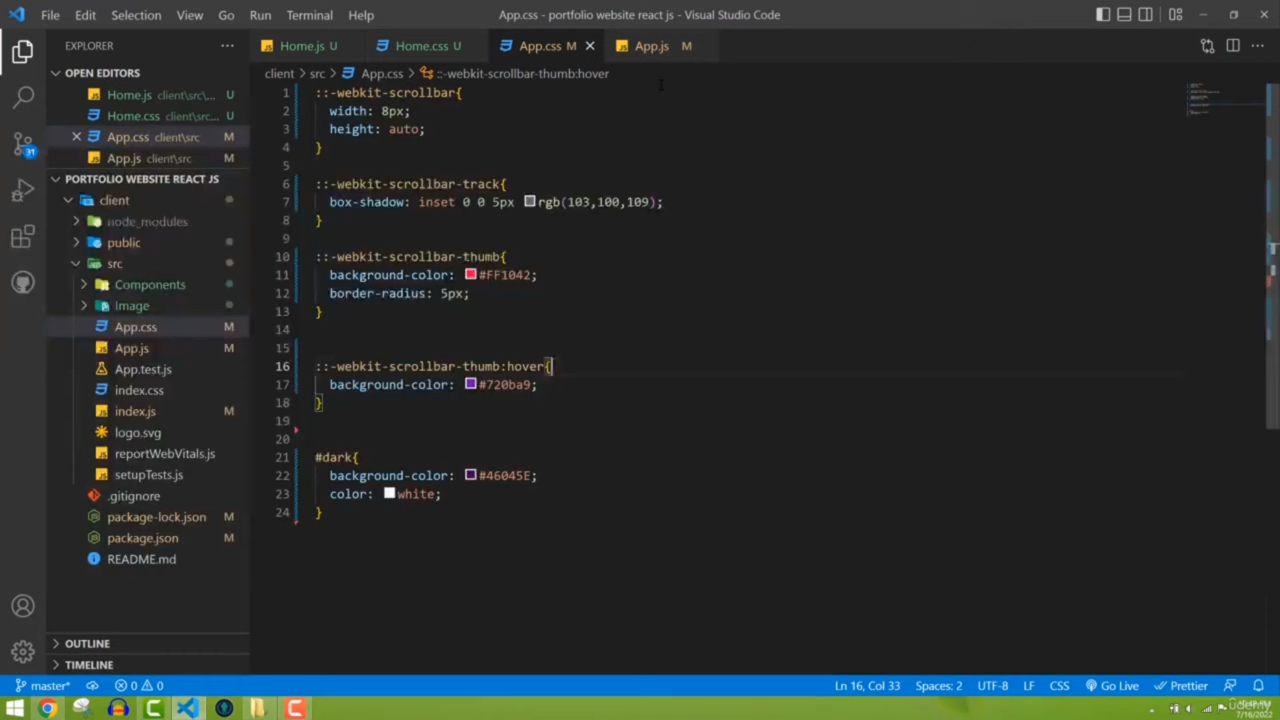 File Edit Selection View Go Run Terminal Help App.css - portfolio website react js - Visual Studio Code
EXPLORER
Home.js U
Home.css U
App.css M
App.js M
OPEN EDITORS
client > src > App.css > ::-webkit-scrollbar-thumb:hover
Home.js client\src\... U
Home.css client\src... U
App.css client\src M
App.js client\src M
PORTFOLIO WEBSITE REACT JS
client
node_modules
public
src
Components
Image
App.css M
App.js M
App.test.js
index.css
index.js M
logo.svg
reportWebVitals.js
setupTests.js
.gitignore
package-lock.json M
package.json M
README.md
OUTLINE
TIMELINE
31
1 ::-webkit-scrollbar{
2 width: 8px;
3 height: auto;
4 }
5
6 ::-webkit-scrollbar-track{
7 box-shadow: inset 0 0 5px rgb(103,100,109);
8 }
9
10 ::-webkit-scrollbar-thumb{
11 background-color: #FF1042;
12 border-radius: 5px;
13 }
14
15
16 ::-webkit-scrollbar-thumb:hover{
17 background-color: #720ba9;
18 }
19
20
21 #dark{
22 background-color: #46045E;
23 color: white;
24 }
master* 0 0 Ln 16, Col 33 Spaces: 2 UTF-8 LF CSS Go Live Prettier
udemy
7/16/2022